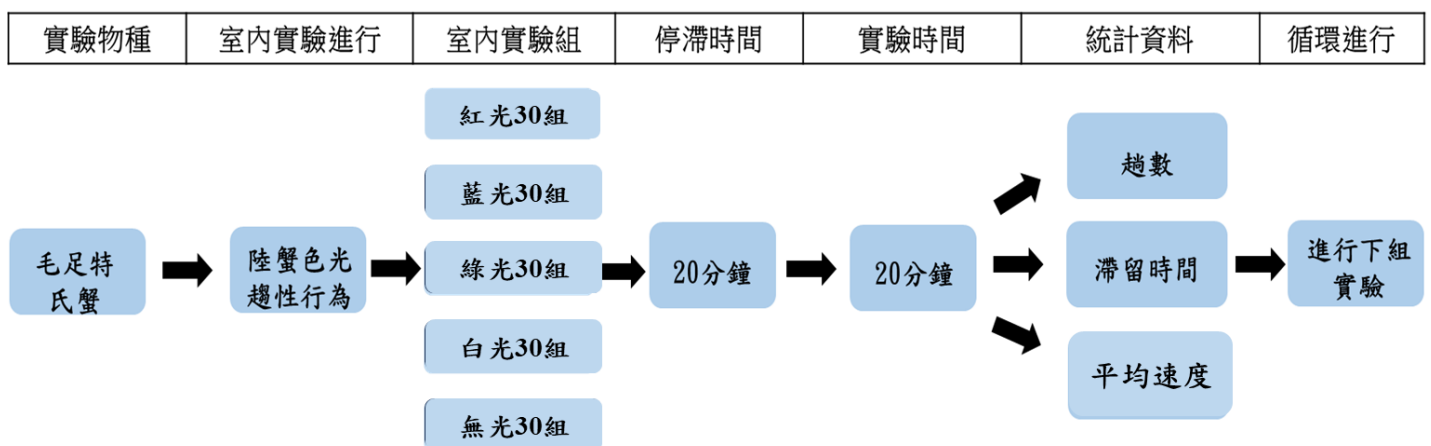 實驗物種 室內實驗進行 室內實驗組 停滯時間 實驗時間 統計資料 循環進行
毛足特
氏蟹
陸蟹色光
趨性行為
紅光30組
藍光30組
綠光30組
白光30組
無光30組
20分鐘
20分鐘
趟數
滯留時間
平均速度
進行下組
實驗